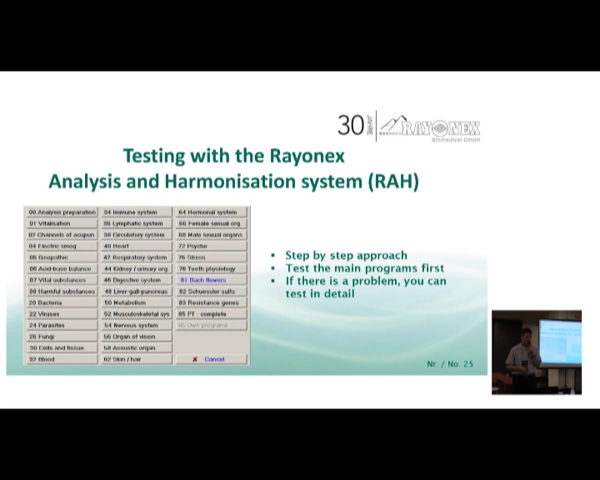 30 JAHRE RAYONEX
Biomedical GmbH
Testing with the Rayonex
Analysis and Harmonisation system (RAH)
00 Analysis preparation
01 Vitalisation
02 Channels of acupun
04 Electric smog
05 Geopathic
06 Acid-base balance
07 Vital substances
08 Harmful substances
20 Bacteria
22 Viruses
24 Parasites
26 Fungi
30 Cells and tissue
32 Blood
34 Immune system
36 Lymphatic system
38 Circulatory system
40 Heart
42 Respiratory system
44 Kidney / urinary org
46 Digestive system
48 Liver-gall-pancreas
50 Metabolism
52 Musculoskeletal sys
54 Nervous system
56 Organ of vision
58 Acoustic organ
62 Skin / hair
64 Hormonal system
66 Female sexual org
68 Male sexual organs
72 Psyche
75 Stress
76 Teeth physiology
81 Bach flowers
82 Schuessler salts
83 Resistance genes
85 PT - complete
95 Own programs
X Cancel
• Step by step approach
• Test the main programs first
• If there is a problem, you can
test in detail
Nr. / No. 25